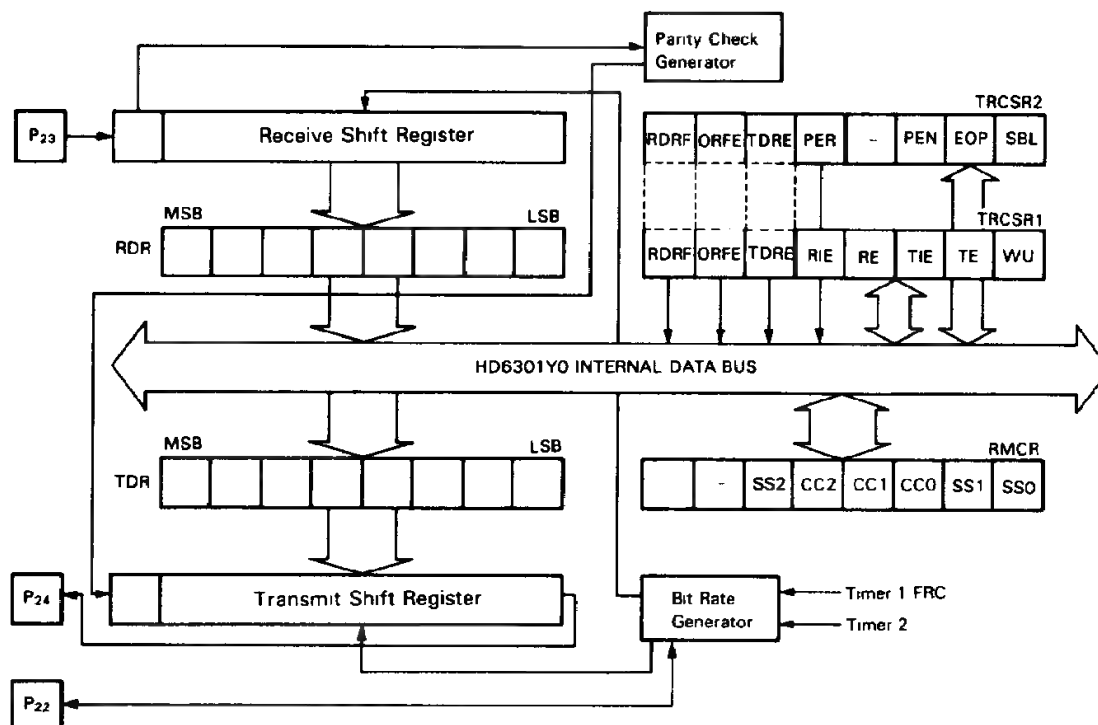 Parity Check
Generator
TRCSR2
P23
Receive Shift Register
RDRF ORFE TDRE PER - PEN EOP SBL
MSB LSB
TRCSR1
RDR
RDRF ORFE TDRE RIE RE TIE TE WU
HD6301Y0 INTERNAL DATA BUS
MSB LSB
RMCR
TDR
- SS2 CC2 CC1 CC0 SS1 SS0
P24
Transmit Shift Register
Bit Rate
Generator
Timer 1 FRC
Timer 2
P22